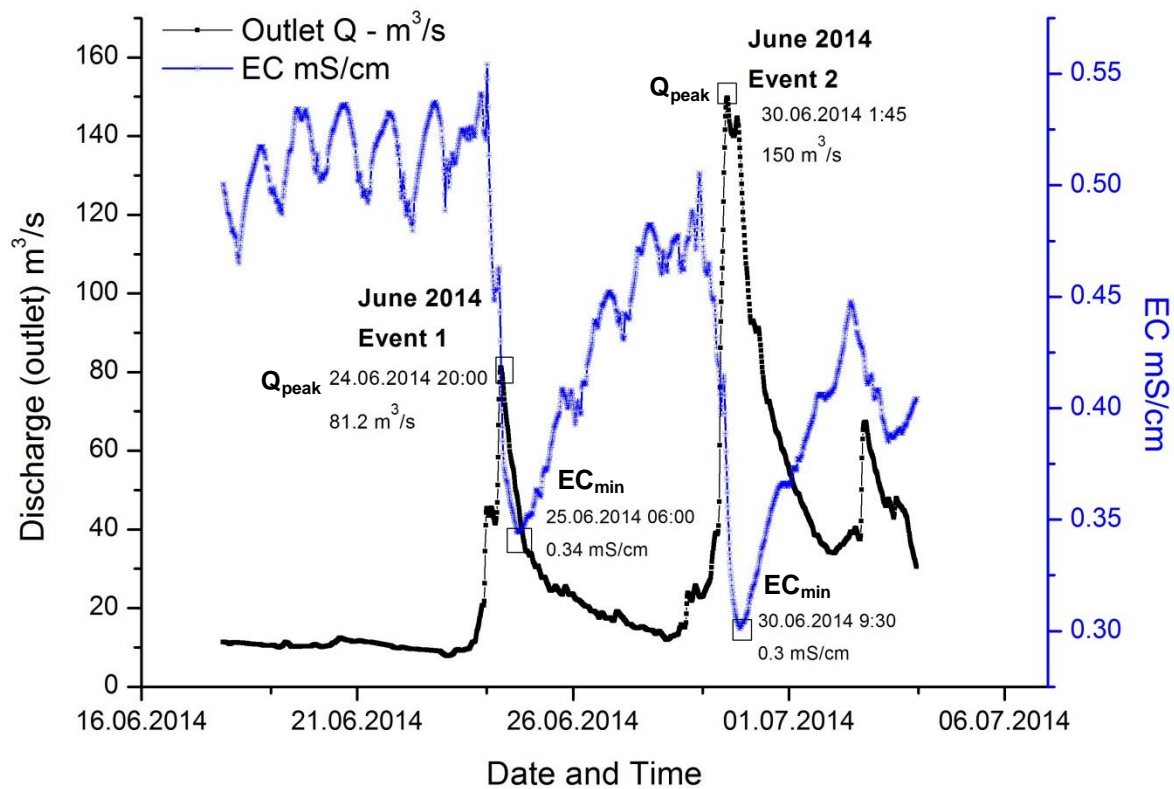 Outlet Q - m³/s
EC mS/cm
June 2014
Event 2
Qpeak
30.06.2014 1:45
150 m³/s
June 2014
Event 1
Qpeak 24.06.2014 20:00
81.2 m³/s
ECmin
25.06.2014 06:00
0.34 mS/cm
ECmin
30.06.2014 9:30
0.3 mS/cm
Discharge (outlet) m³/s
160
140
120
100
80
60
40
20
0
EC mS/cm
0.55
0.50
0.45
0.40
0.35
0.30
16.06.2014 21.06.2014 26.06.2014 01.07.2014 06.07.2014
Date and Time